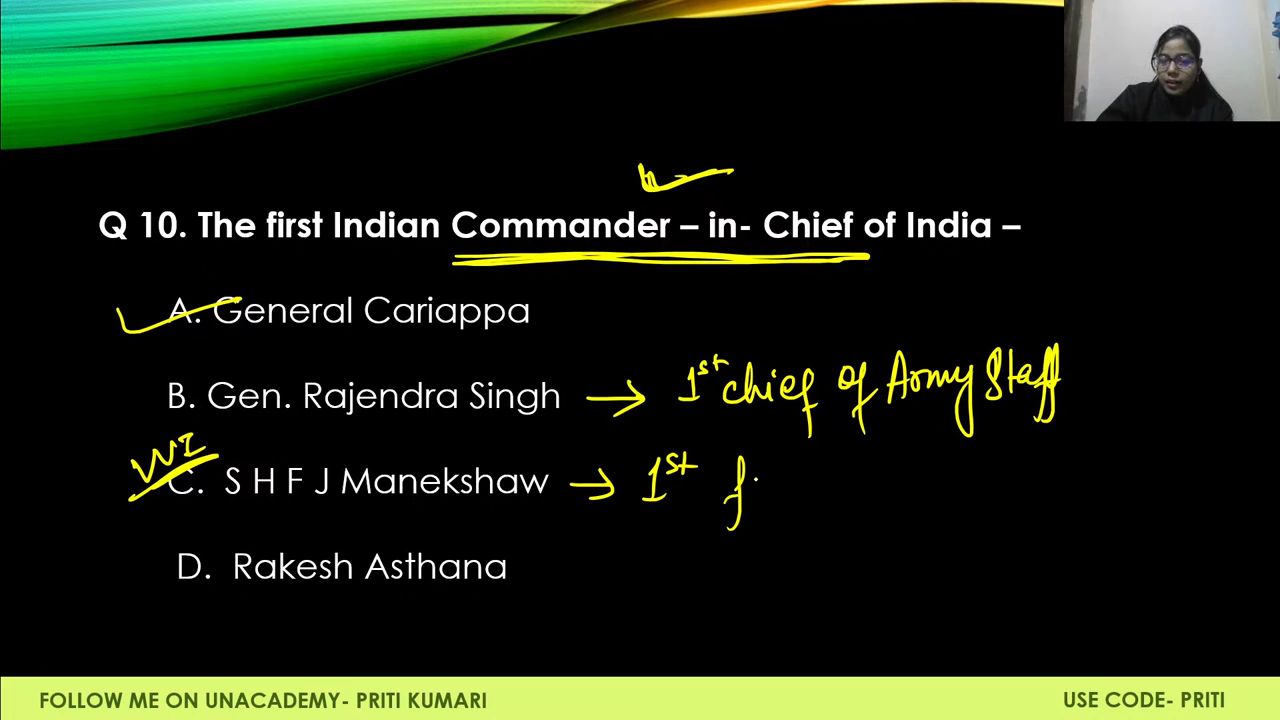 Q 10. The first Indian Commander – in- Chief of India –
A. General Cariappa
B. Gen. Rajendra Singh → 1st chief of Army Staff
C. S H F J Manekshaw → 1st f
D. Rakesh Asthana
FOLLOW ME ON UNACADEMY- PRITI KUMARI
USE CODE- PRITI